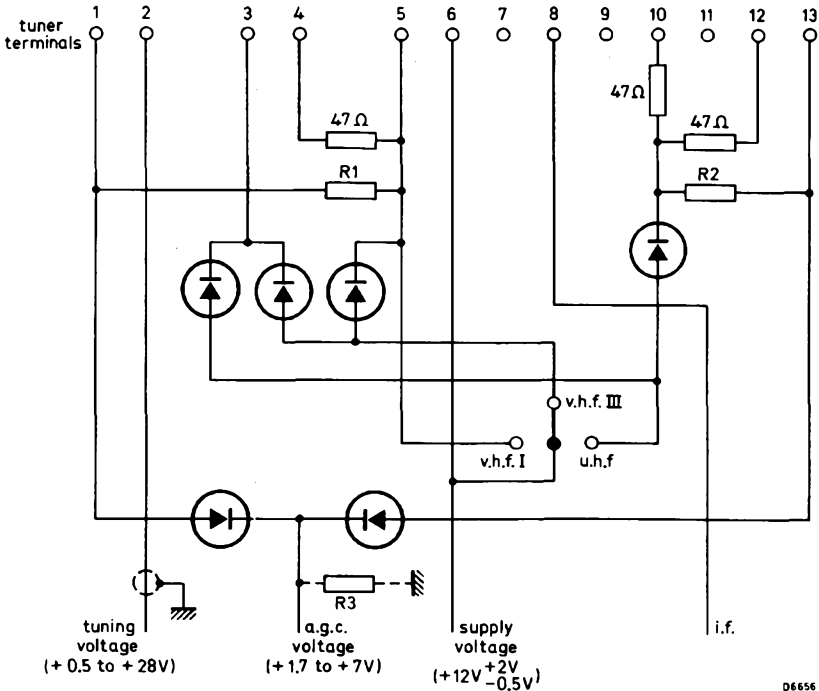 tuner
terminals
1 2 3 4 5 6 7 8 9 10 11 12 13
47Ω
47Ω
47Ω
R1
R2
v.h.f. III
v.h.f. I
u.h.f
R3
tuning
voltage
(+ 0.5 to + 28V)
a.g.c.
voltage
(+1.7 to +7V)
supply
voltage
(+12V +2V
-0.5V)
i.f.
D6656